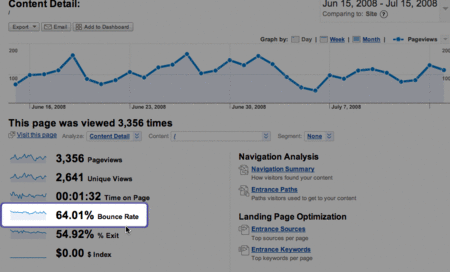 Content Detail:
Jun 15, 2008 - Jul 15, 2008
/
Comparing to: Site (?)
Export
Email
Add to Dashboard
Graph by: Day Week Month Pageviews
200 200
100 100
June 16, 2008 June 23, 2008 June 30, 2008 July 7, 2008
This page was viewed 3,356 times
Visit this page Analyze: Content Detail Content: / Segment: None
3,356 Pageviews
2,641 Unique Views
00:01:32 Time on Page
64.01% Bounce Rate
54.92% % Exit
$0.00 $ Index
Navigation Analysis
Navigation Summary
How visitors found your content
Entrance Paths
Paths visitors used to get to your content
Landing Page Optimization
Entrance Sources
Top sources per page
Entrance Keywords
Top keywords per page